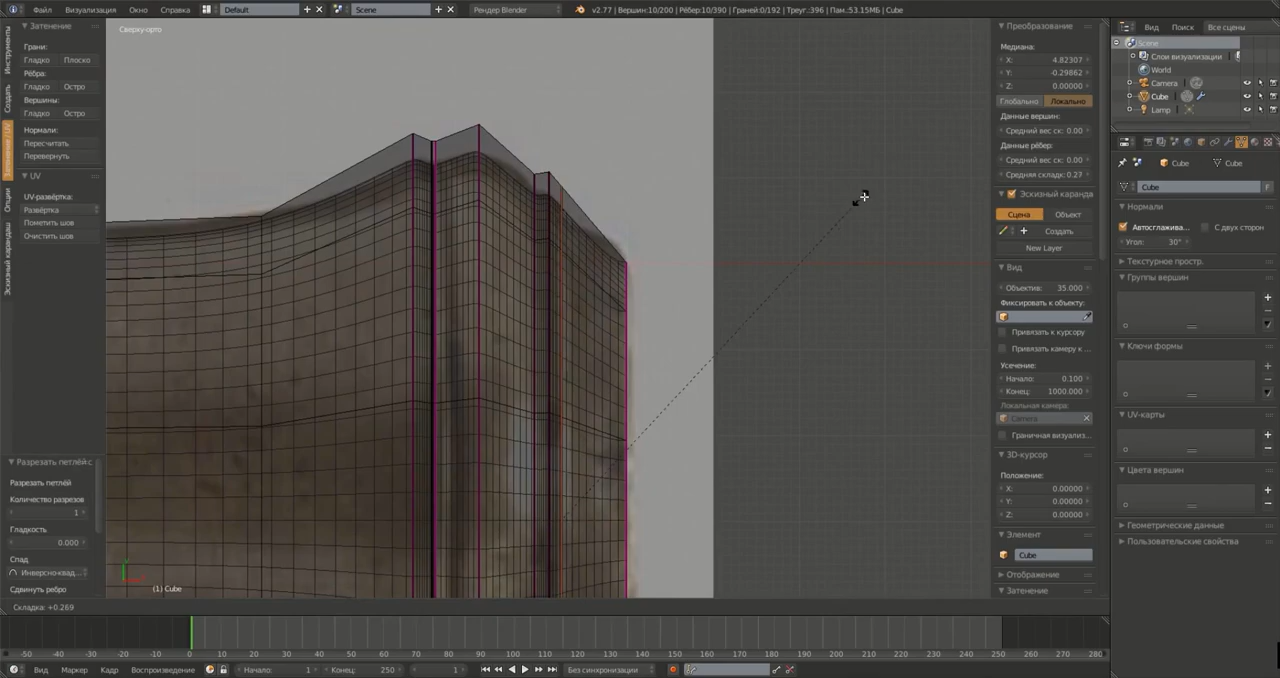 Файл Визуализация Окно Справка Default Scene Рендер Blender v2.77 | Вершин:10/200 | Рёбер:10/390 | Граней:0/192 | Треуг.:396 | Пам.:53.15МБ | Cube
Затенение
Грани:
Гладко Плоско
Рёбра:
Гладко Остро
Вершины:
Гладко Остро
Нормали:
Пересчитать
Перевернуть
UV
UV-развёртка:
Развёртка
Пометить шов
Очистить шов
Инструменты
Создать
Затенение / UV
Опции
Эскизный карандаш
Разрезать петлёй с
Разрезать петлёй
Количество разрезов
1
Гладкость
0.000
Спад
Инверсно-квад...
Сдвинуть ребро
Сверху-орто
(1) Cube
Складка: +0.269
Преобразование
Медиана:
X: 4.82307
Y: -0.29862
Z: 0.00000
Глобально Локально
Данные вершин:
Средний вес ск: 0.00
Данные рёбер:
Средний вес ск: 0.00
Средняя складк: 0.27
Эскизный каранда
Сцена Объект
Создать
New Layer
Вид
Объектив: 35.000
Фиксировать к объекту:
Привязать к курсору
Привязать камеру к ...
Усечение:
Начало: 0.100
Конец: 1000.000
Локальная камера:
Camera
Граничная визуализ...
3D-курсор
Положение:
X: 0.00000
Y: 0.00000
Z: 0.00000
Элемент
Cube
Отображение
Затенение
Вид Поиск Все сцены
Scene
Слои визуализации
World
Camera
Cube
Lamp
Cube Cube
Cube F
Нормали
Автосглажива... С двух сторон
Угол: 30°
Текстурное простр.
Группы вершин
Ключи формы
UV-карты
Цвета вершин
Геометрические данные
Пользовательские свойства
-50 -40 -30 -20 -10 0 10 20 30 40 50 60 70 80 90 100 110 120 130 140 150 160 170 180 190 200 210 220 230 240 250 260 270 280
Вид Маркер Кадр Воспроизведение Начало: 1 Конец: 250 1 Без синхронизации